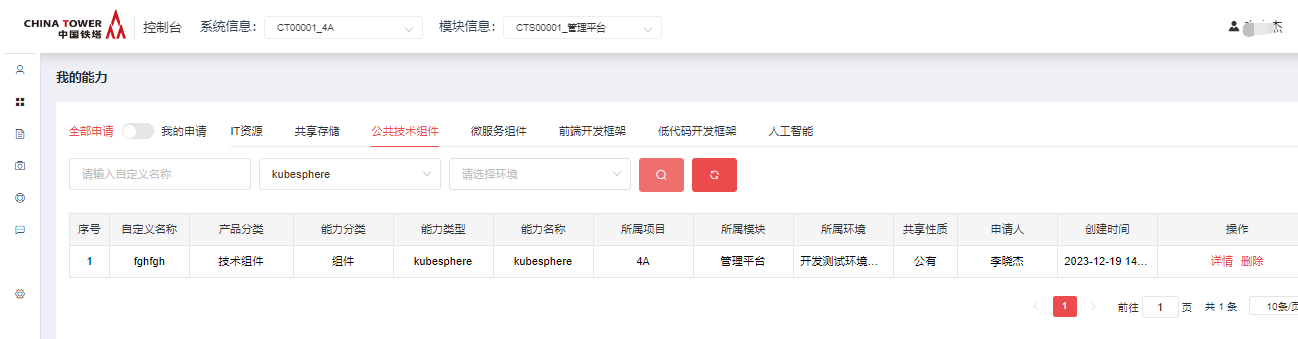 CHINA TOWER
中国铁塔
控制台 系统信息: CT00001_4A 模块信息: CTS00001_管理平台 杰
我的能力
全部申请 我的申请 IT资源 共享存储 公共技术组件 微服务组件 前端开发框架 低代码开发框架 人工智能
请输入自定义名称 kubesphere 请选择环境
序号 自定义名称 产品分类 能力分类 能力类型 能力名称 所属项目 所属模块 所属环境 共享性质 申请人 创建时间 操作
1 fghfgh 技术组件 组件 kubesphere kubesphere 4A 管理平台 开发测试环境... 公有 李晓杰 2023-12-19 14... 详情 删除
1 前往 1 页 共 1 条 10条/页